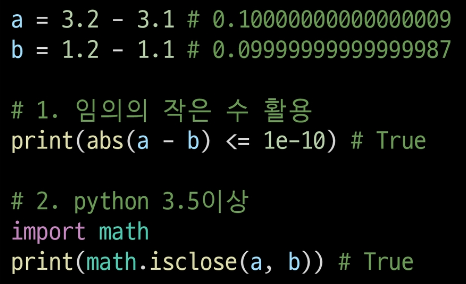 a = 3.2 - 3.1 # 0.10000000000000009
b = 1.2 - 1.1 # 0.09999999999999987
# 1. 임의의 작은 수 활용
print(abs(a - b) <= 1e-10) # True
# 2. python 3.5이상
import math
print(math.isclose(a, b)) # True